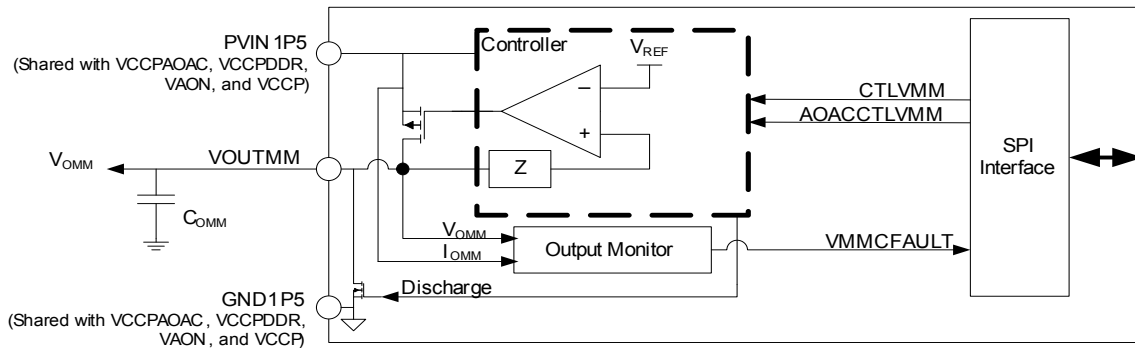 PVIN 1P5
(Shared with VCCPAOAC, VCCPDDR,
VAON, and VCCP)
Controller
VREF
−
+
Z
CTLVMM
AOACCTLVMM
SPI
Interface
VOMM
VOUTMM
COMM
VOMM
IOMM
Output Monitor
VMMCFAULT
Discharge
GND1P5
(Shared with VCCPAOAC, VCCPDDR,
VAON, and VCCP)